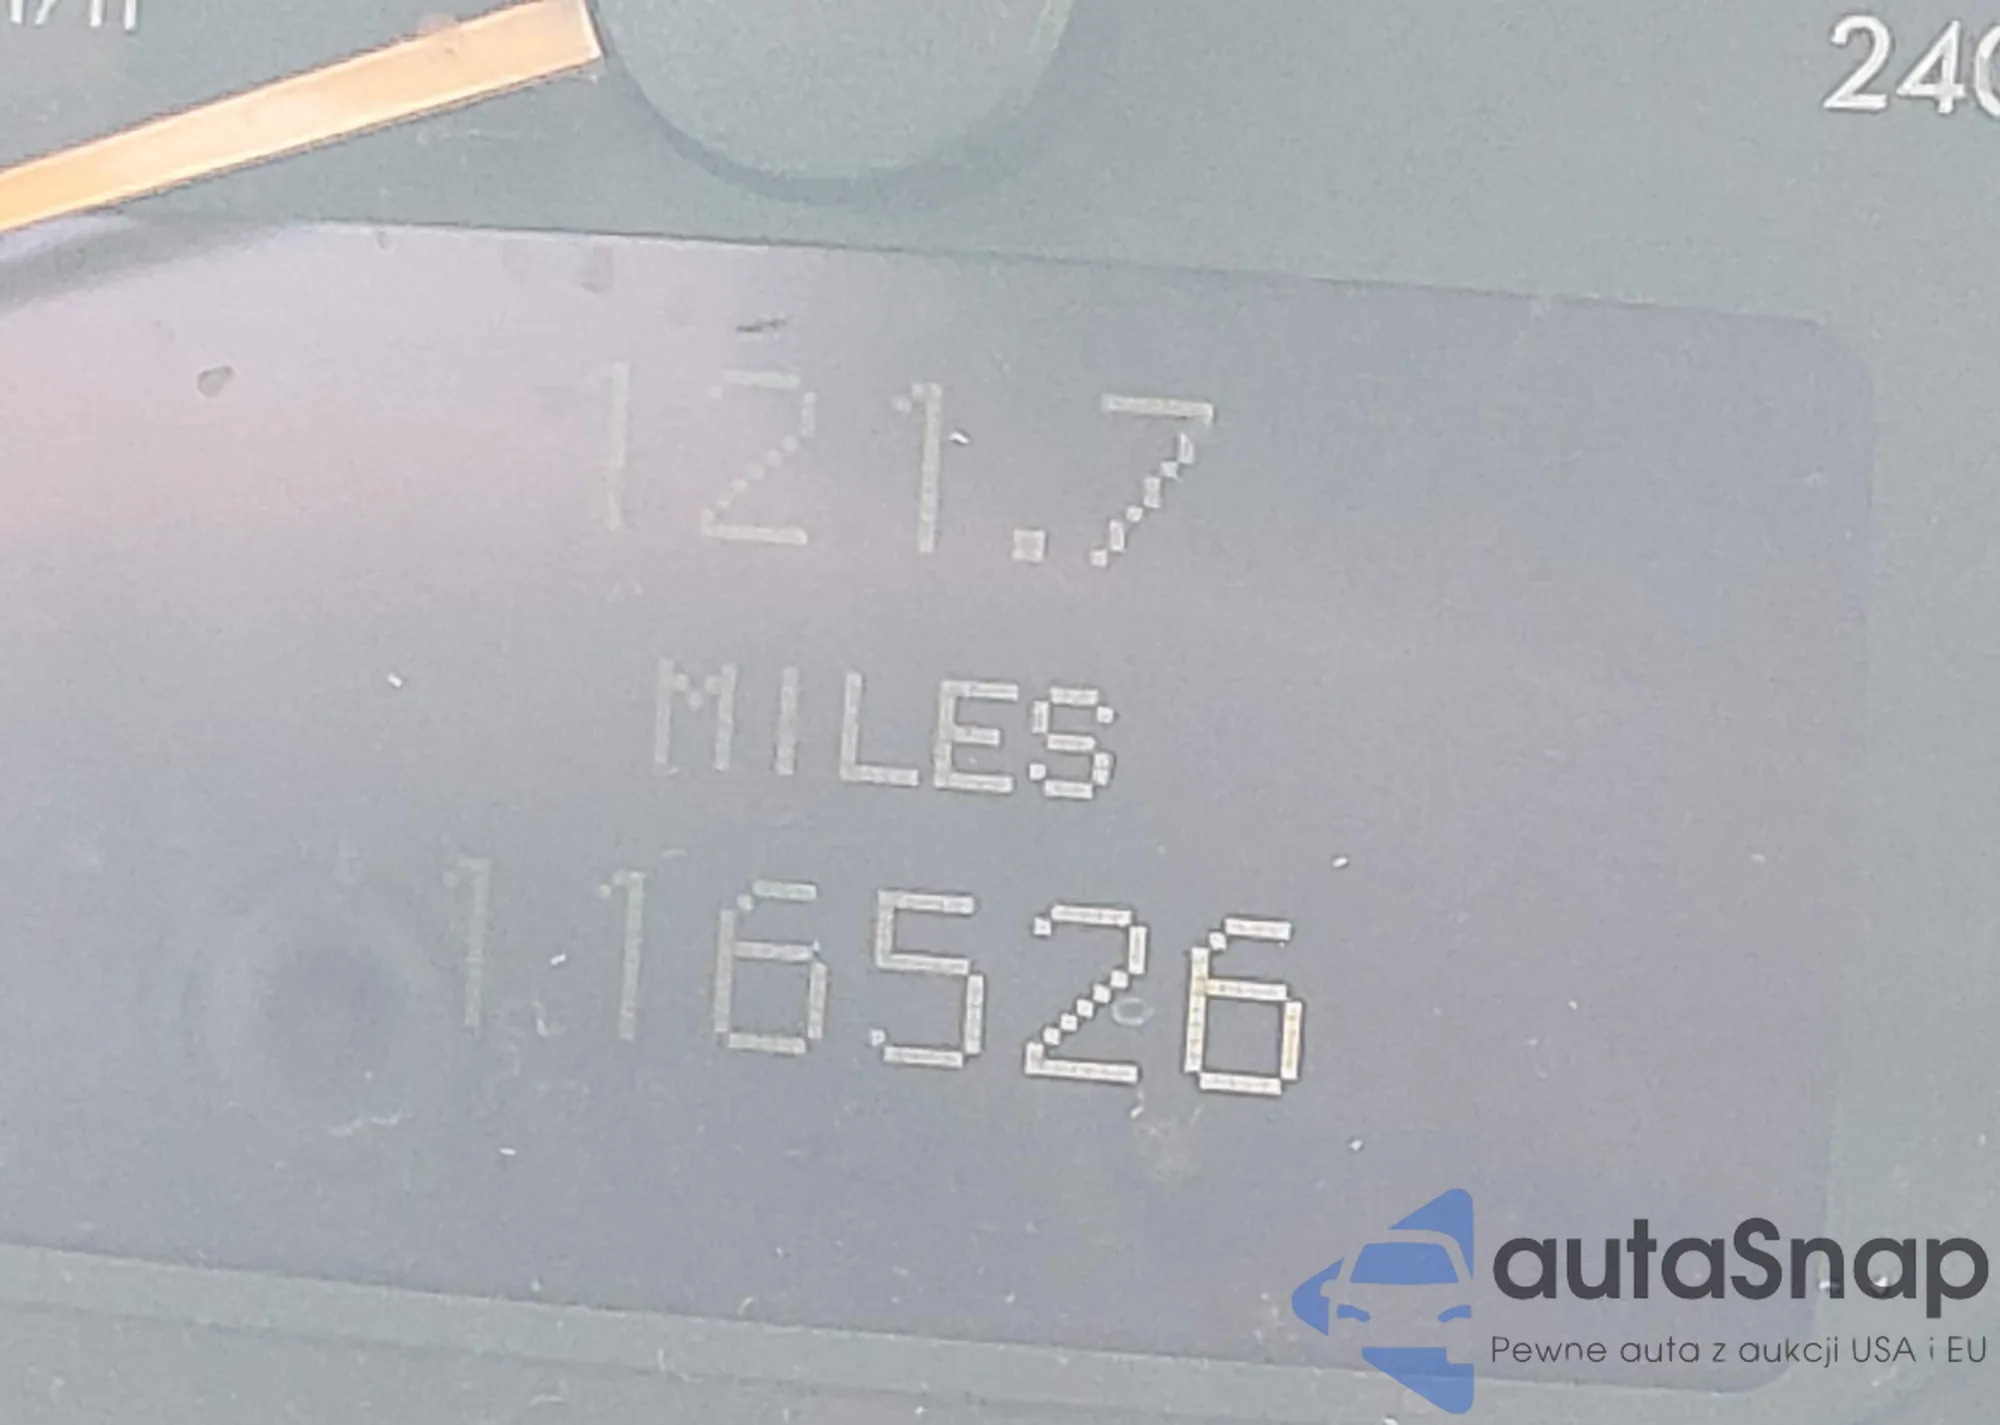 240
121.7
MILES
116526
autaSnap
Pewne auta z aukcji USA i EU